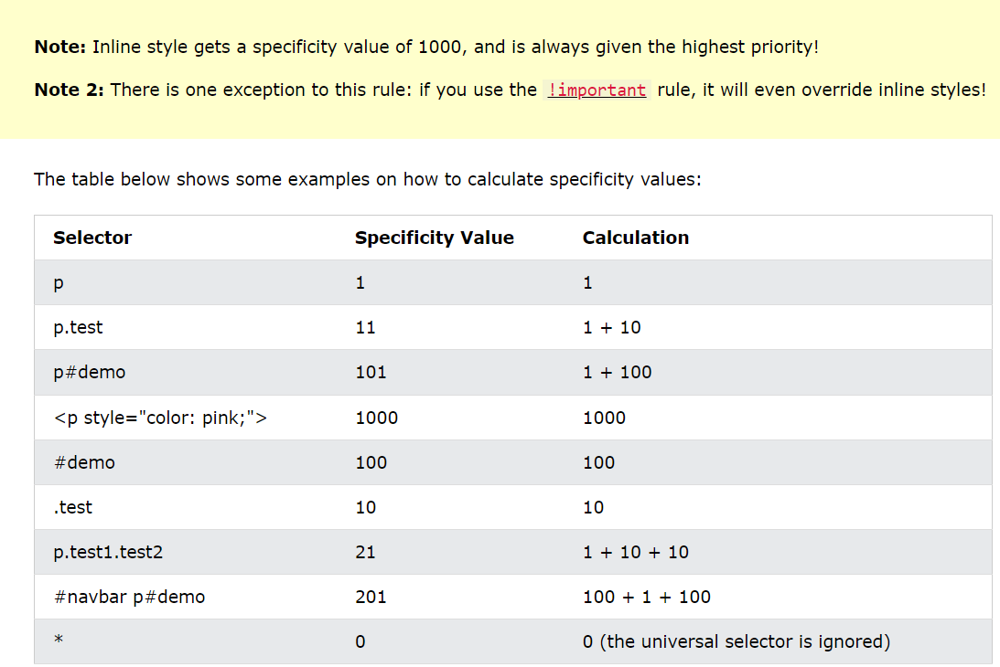 Note: Inline style gets a specificity value of 1000, and is always given the highest priority!
Note 2: There is one exception to this rule: if you use the !important rule, it will even override inline styles!
The table below shows some examples on how to calculate specificity values:
Selector Specificity Value Calculation
p 1 1
p.test 11 1 + 10
p#demo 101 1 + 100
<p style="color: pink;"> 1000 1000
#demo 100 100
.test 10 10
p.test1.test2 21 1 + 10 + 10
#navbar p#demo 201 100 + 1 + 100
* 0 0 (the universal selector is ignored)